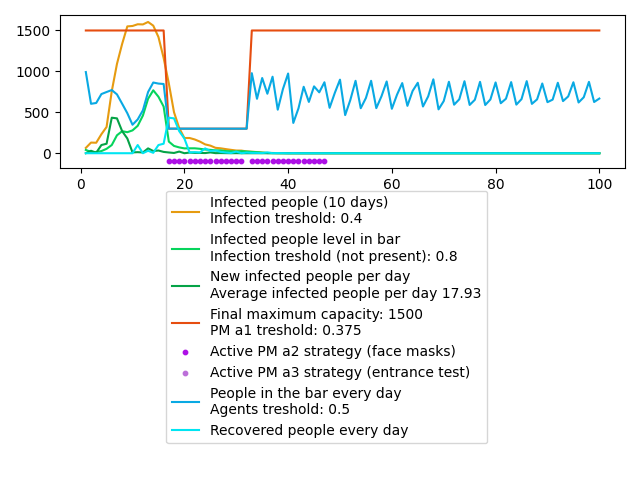 1500
1000
500
0
0
20
40
60
80
100
Infected people (10 days)
Infection treshold: 0.4
Infected people level in bar
Infection treshold (not present): 0.8
New infected people per day
Average infected people per day 17.93
Final maximum capacity: 1500
PM a1 treshold: 0.375
Active PM a2 strategy (face masks)
Active PM a3 strategy (entrance test)
People in the bar every day
Agents treshold: 0.5
Recovered people every day